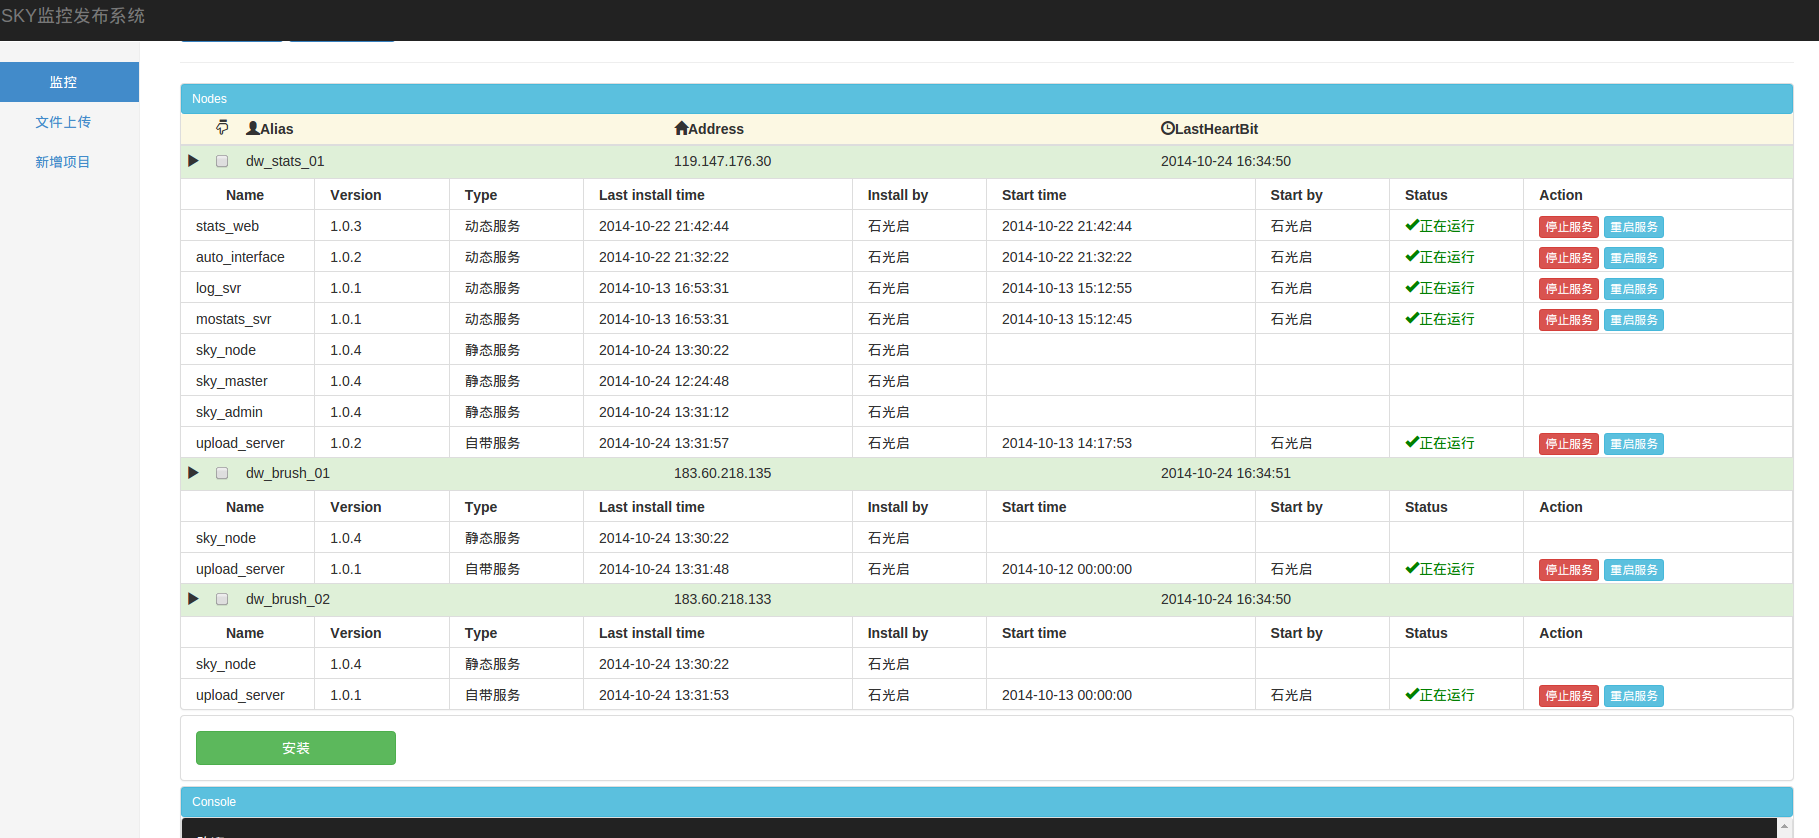 SKY监控发布系统
监控
文件上传
新增项目
Nodes
Alias Address LastHeartBit
dw_stats_01 119.147.176.30 2014-10-24 16:34:50
Name Version Type Last install time Install by Start time Start by Status Action
stats_web 1.0.3 动态服务 2014-10-22 21:42:44 石光启 2014-10-22 21:42:44 石光启 正在运行 停止服务 重启服务
auto_interface 1.0.2 动态服务 2014-10-22 21:32:22 石光启 2014-10-22 21:32:22 石光启 正在运行 停止服务 重启服务
log_svr 1.0.1 动态服务 2014-10-13 16:53:31 石光启 2014-10-13 15:12:55 石光启 正在运行 停止服务 重启服务
mostats_svr 1.0.1 动态服务 2014-10-13 16:53:31 石光启 2014-10-13 15:12:45 石光启 正在运行 停止服务 重启服务
sky_node 1.0.4 静态服务 2014-10-24 13:30:22 石光启
sky_master 1.0.4 静态服务 2014-10-24 12:24:48 石光启
sky_admin 1.0.4 静态服务 2014-10-24 13:31:12 石光启
upload_server 1.0.2 自带服务 2014-10-24 13:31:57 石光启 2014-10-13 14:17:53 石光启 正在运行 停止服务 重启服务
dw_brush_01 183.60.218.135 2014-10-24 16:34:51
Name Version Type Last install time Install by Start time Start by Status Action
sky_node 1.0.4 静态服务 2014-10-24 13:30:22 石光启
upload_server 1.0.1 自带服务 2014-10-24 13:31:48 石光启 2014-10-12 00:00:00 石光启 正在运行 停止服务 重启服务
dw_brush_02 183.60.218.133 2014-10-24 16:34:50
Name Version Type Last install time Install by Start time Start by Status Action
sky_node 1.0.4 静态服务 2014-10-24 13:30:22 石光启
upload_server 1.0.1 自带服务 2014-10-24 13:31:53 石光启 2014-10-13 00:00:00 石光启 正在运行 停止服务 重启服务
安装
Console